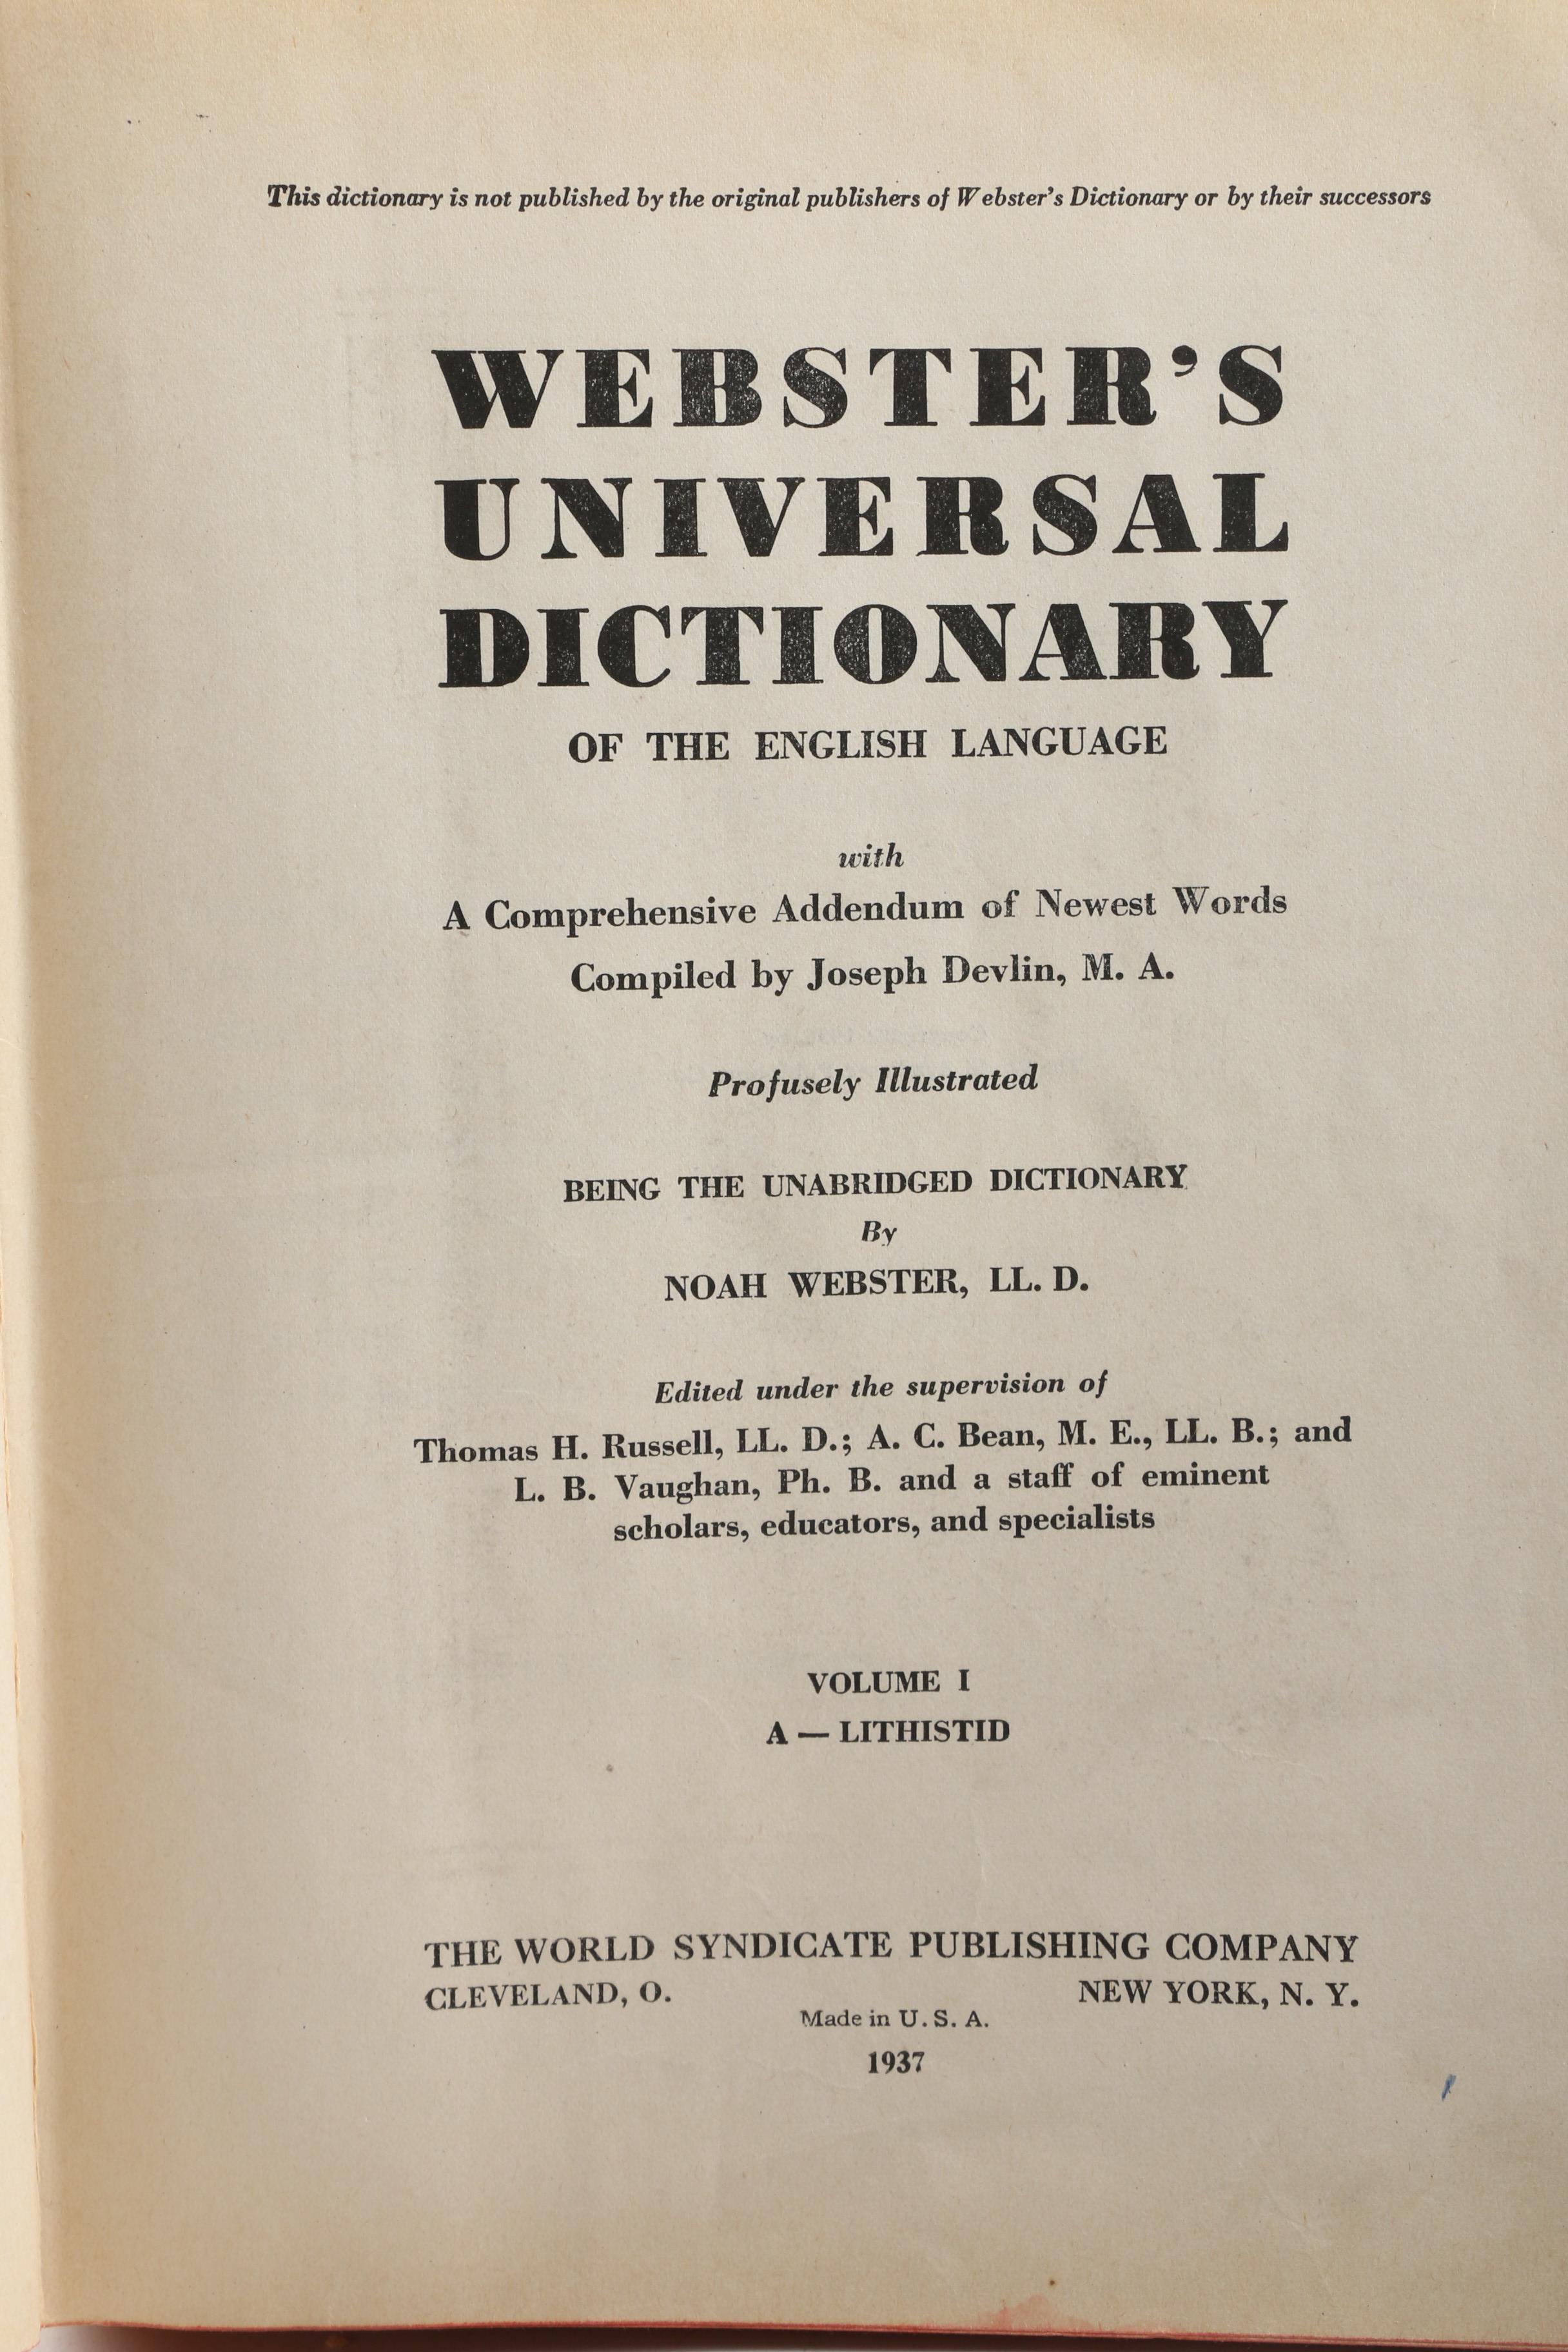 This dictionary is not published by the original publishers of Webster's Dictionary or by their successors
WEBSTER'S
UNIVERSAL
DICTIONARY
OF THE ENGLISH LANGUAGE
with
A Comprehensive Addendum of Newest Words
Compiled by Joseph Devlin, M. A.
Profusely Illustrated
BEING THE UNABRIDGED DICTIONARY
By
NOAH WEBSTER, LL. D.
Edited under the supervision of
Thomas H. Russell, LL. D.; A. C. Bean, M. E., LL. B.; and
L. B. Vaughan, Ph. B. and a staff of eminent
scholars, educators, and specialists
VOLUME I
A — LITHISTID
THE WORLD SYNDICATE PUBLISHING COMPANY
CLEVELAND, O. NEW YORK, N. Y.
Made in U. S. A.
1937